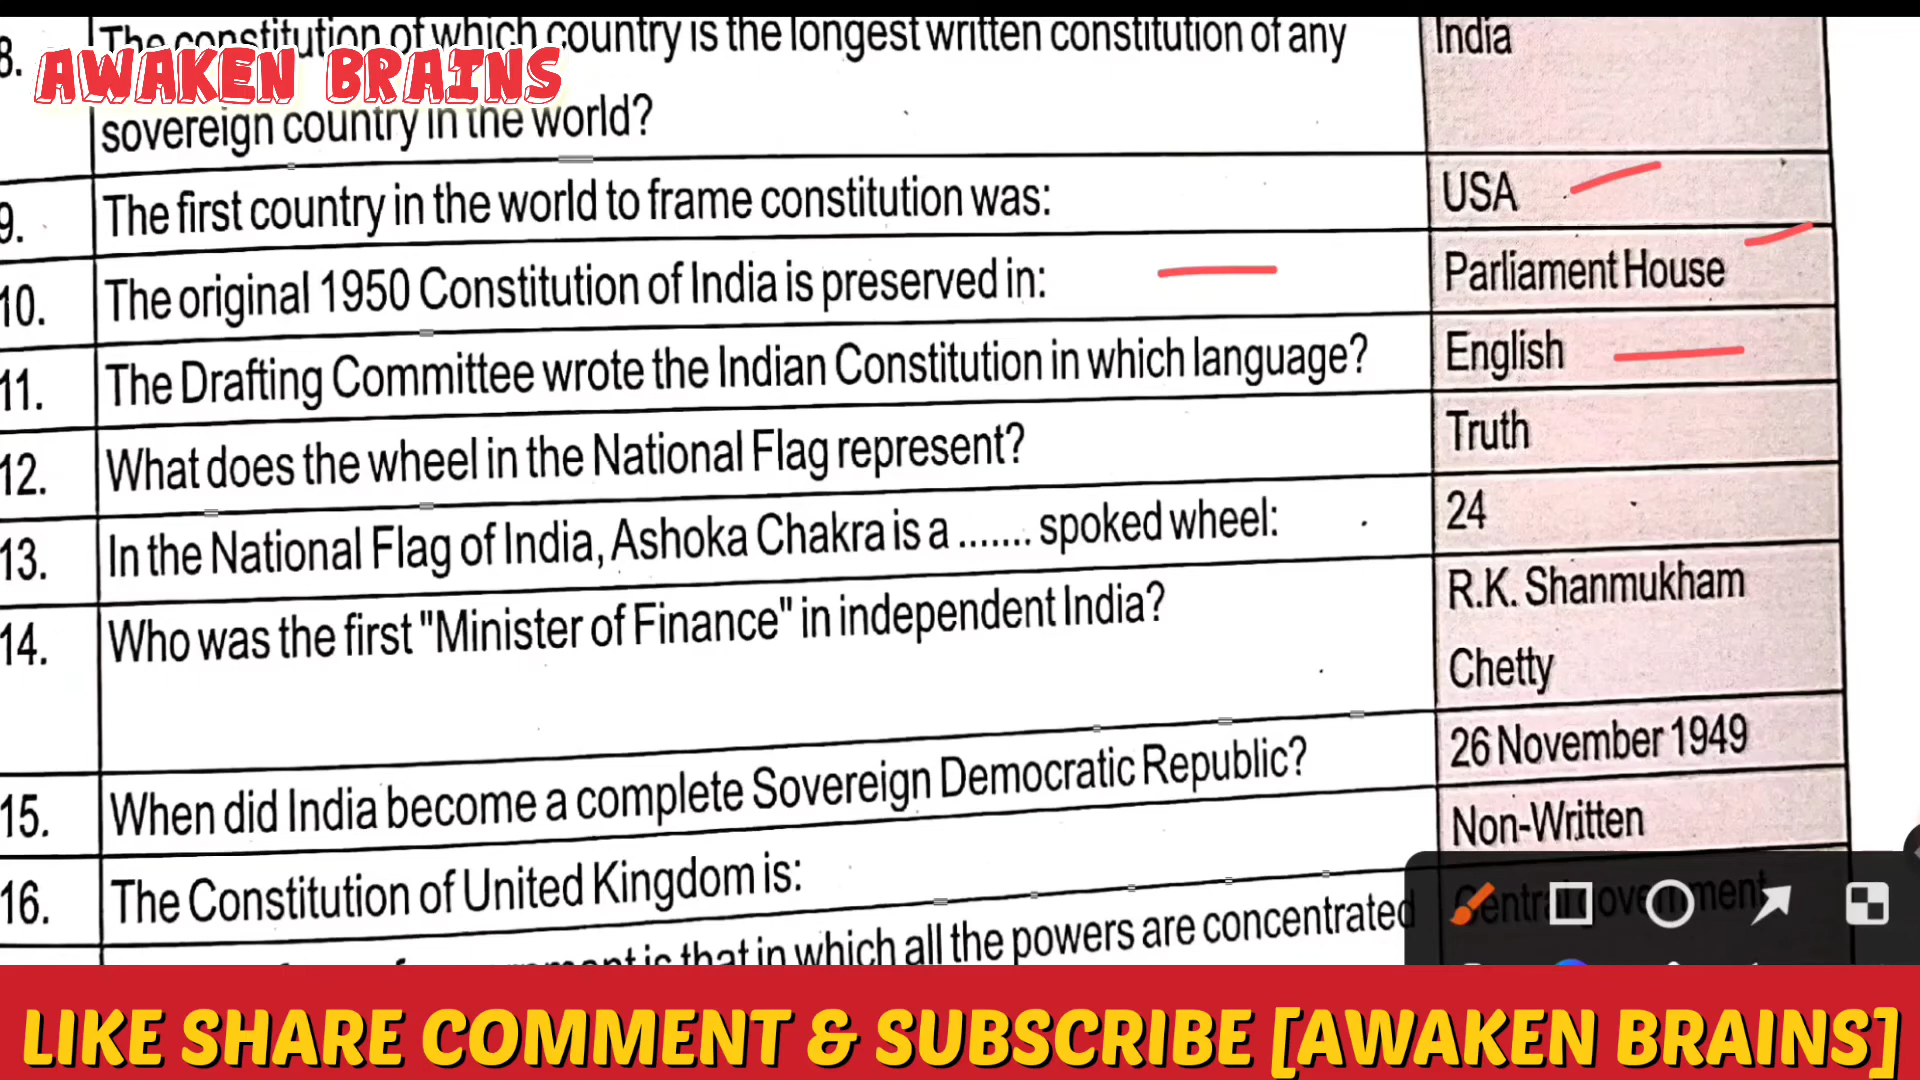 8. The constitution of which country is the longest written constitution of any India
AWAKEN BRAINS
sovereign country in the world?
9. The first country in the world to frame constitution was: USA
10. The original 1950 Constitution of India is preserved in: Parliament House
11. The Drafting Committee wrote the Indian Constitution in which language? English
12. What does the wheel in the National Flag represent? Truth
13. In the National Flag of India, Ashoka Chakra is a ....... spoked wheel: 24
14. Who was the first "Minister of Finance" in independent India? R.K. Shanmukham
Chetty
15. When did India become a complete Sovereign Democratic Republic? 26 November 1949
16. The Constitution of United Kingdom is: Non-Written
is that in which all the powers are concentrated Central government
LIKE SHARE COMMENT & SUBSCRIBE [AWAKEN BRAINS]